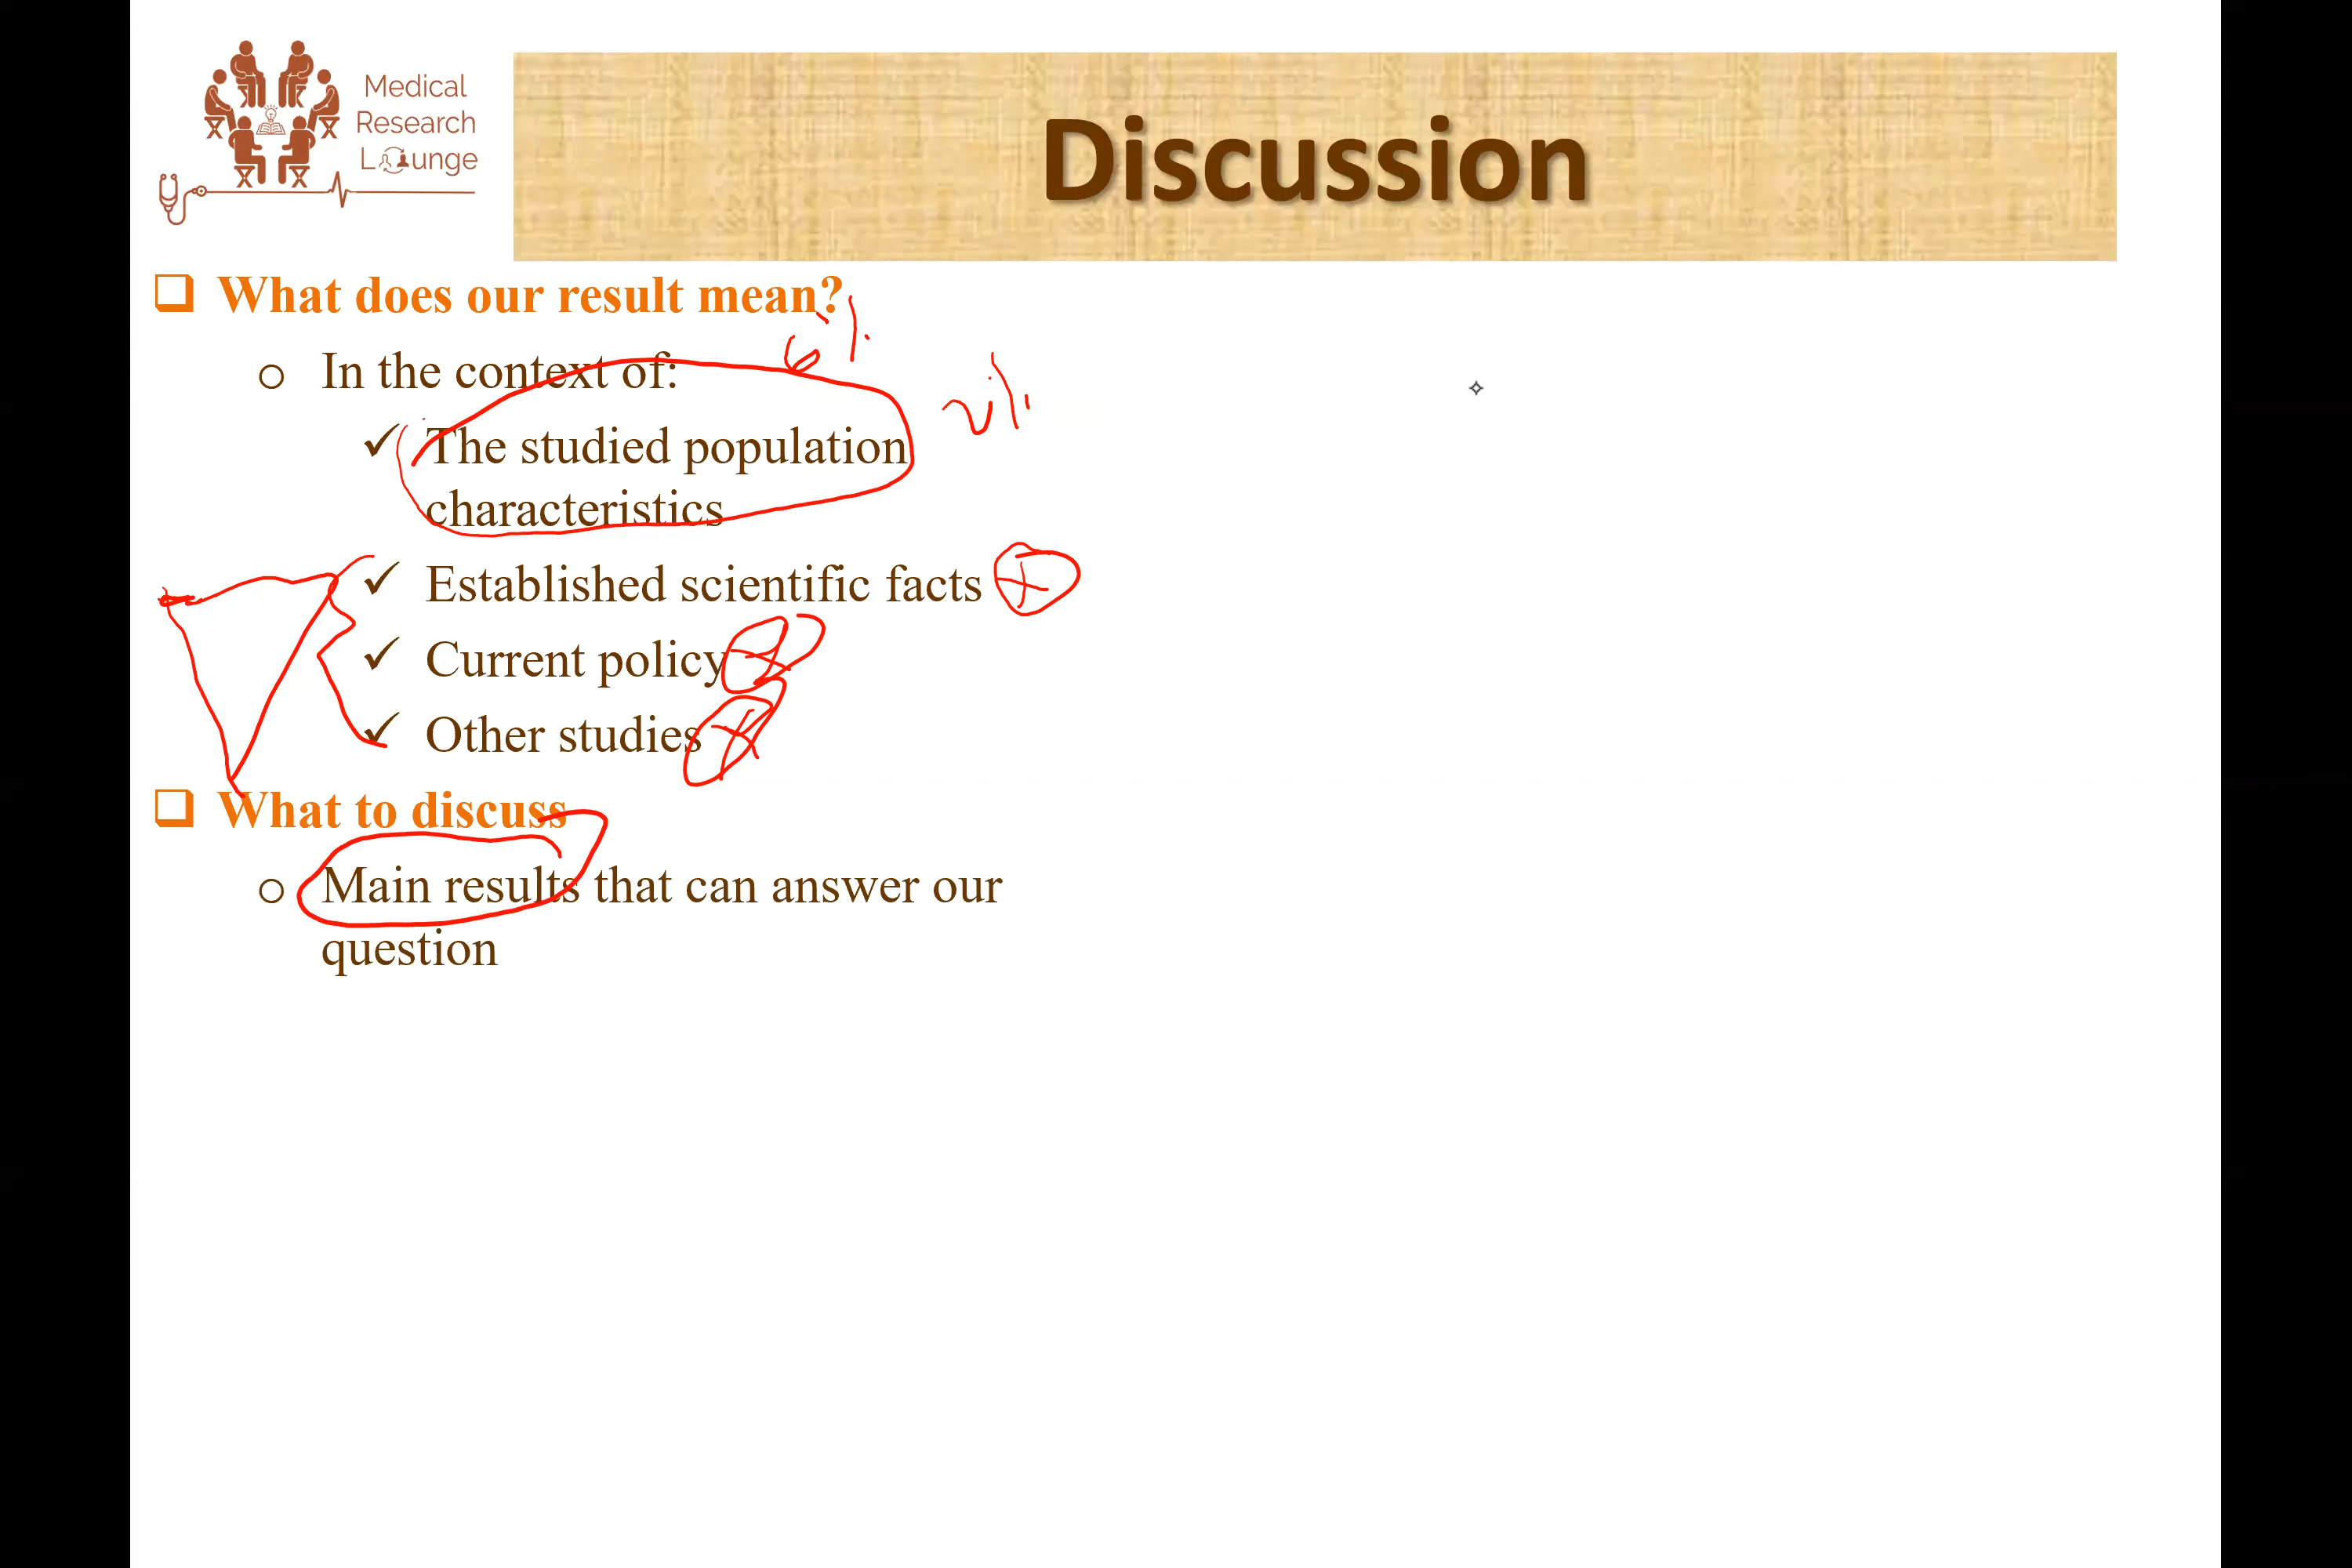 Medical
Research
Lounge
Discussion
What does our result mean?
6%
In the context of:
The studied population
characteristics
Established scientific facts
Current policy
Other studies
What to discuss
Main results that can answer our
question